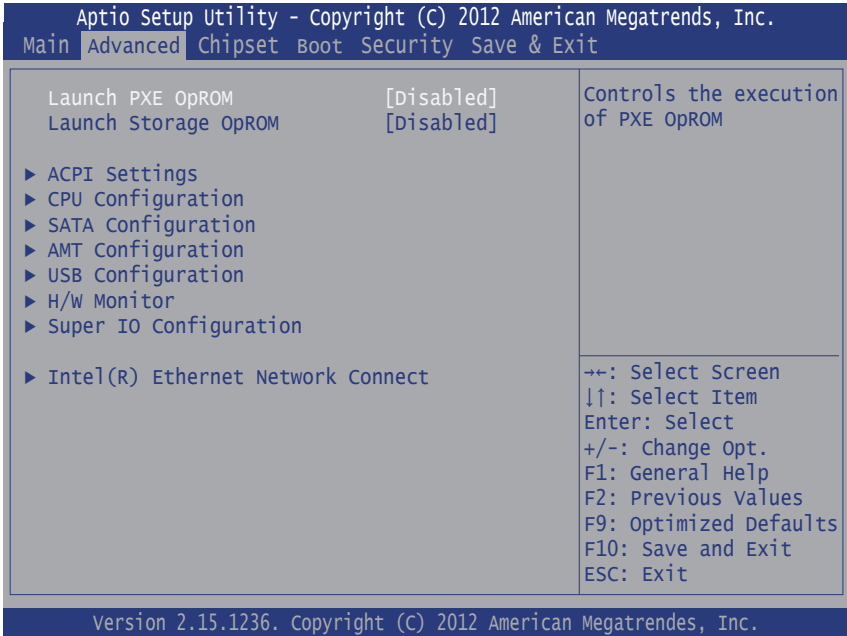 Aptio Setup Utility – Copyright (C) 2012 American Megatrends, Inc.
Main Advanced Chipset Boot Security Save & Exit
Launch PXE OpROM [Disabled]
Launch Storage OpROM [Disabled]
▶ ACPI Settings
▶ CPU Configuration
▶ SATA Configuration
▶ AMT Configuration
▶ USB Configuration
▶ H/W Monitor
▶ Super IO Configuration
▶ Intel(R) Ethernet Network Connect
Controls the execution
of PXE OpROM
→←: Select Screen
↓↑: Select Item
Enter: Select
+/-: Change Opt.
F1: General Help
F2: Previous Values
F9: Optimized Defaults
F10: Save and Exit
ESC: Exit
Version 2.15.1236. Copyright (C) 2012 American Megatrendes, Inc.